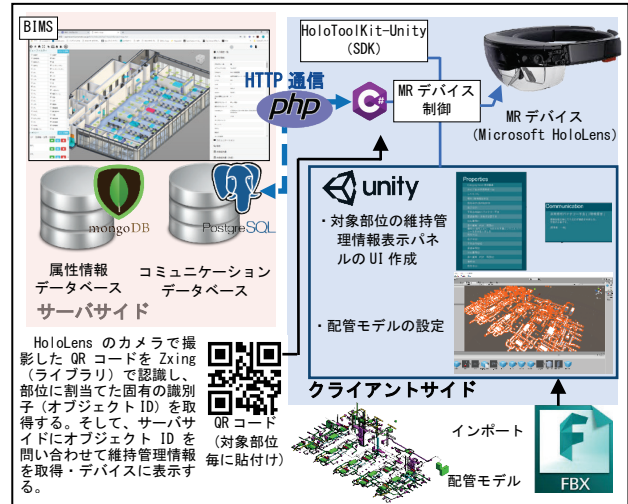 BIMS
HoloToolKit-Unity
(SDK)
HTTP 通信
php
C#
MR デバイス
制御
MR デバイス
(Microsoft HoloLens)
mongoDB
PostgreSQL
属性情報
データベース
コミュニケーション
データベース
サーバサイド
unity
・対象部位の維持管
理情報表示パネ
ルの UI 作成
・配管モデルの設定
Properties
Communication
クライアントサイド
HoloLens のカメラで撮
影した QR コードを Zxing
(ライブラリ)で認識し、
部位に割当てた固有の識別
子(オブジェクト ID)を取
得する。そして、サーバサ
イドにオブジェクト ID を
問い合わせて維持管理情報
を取得・デバイスに表示す
る。
QR コード
(対象部位
毎に貼付け)
インポート
配管モデル
FBX